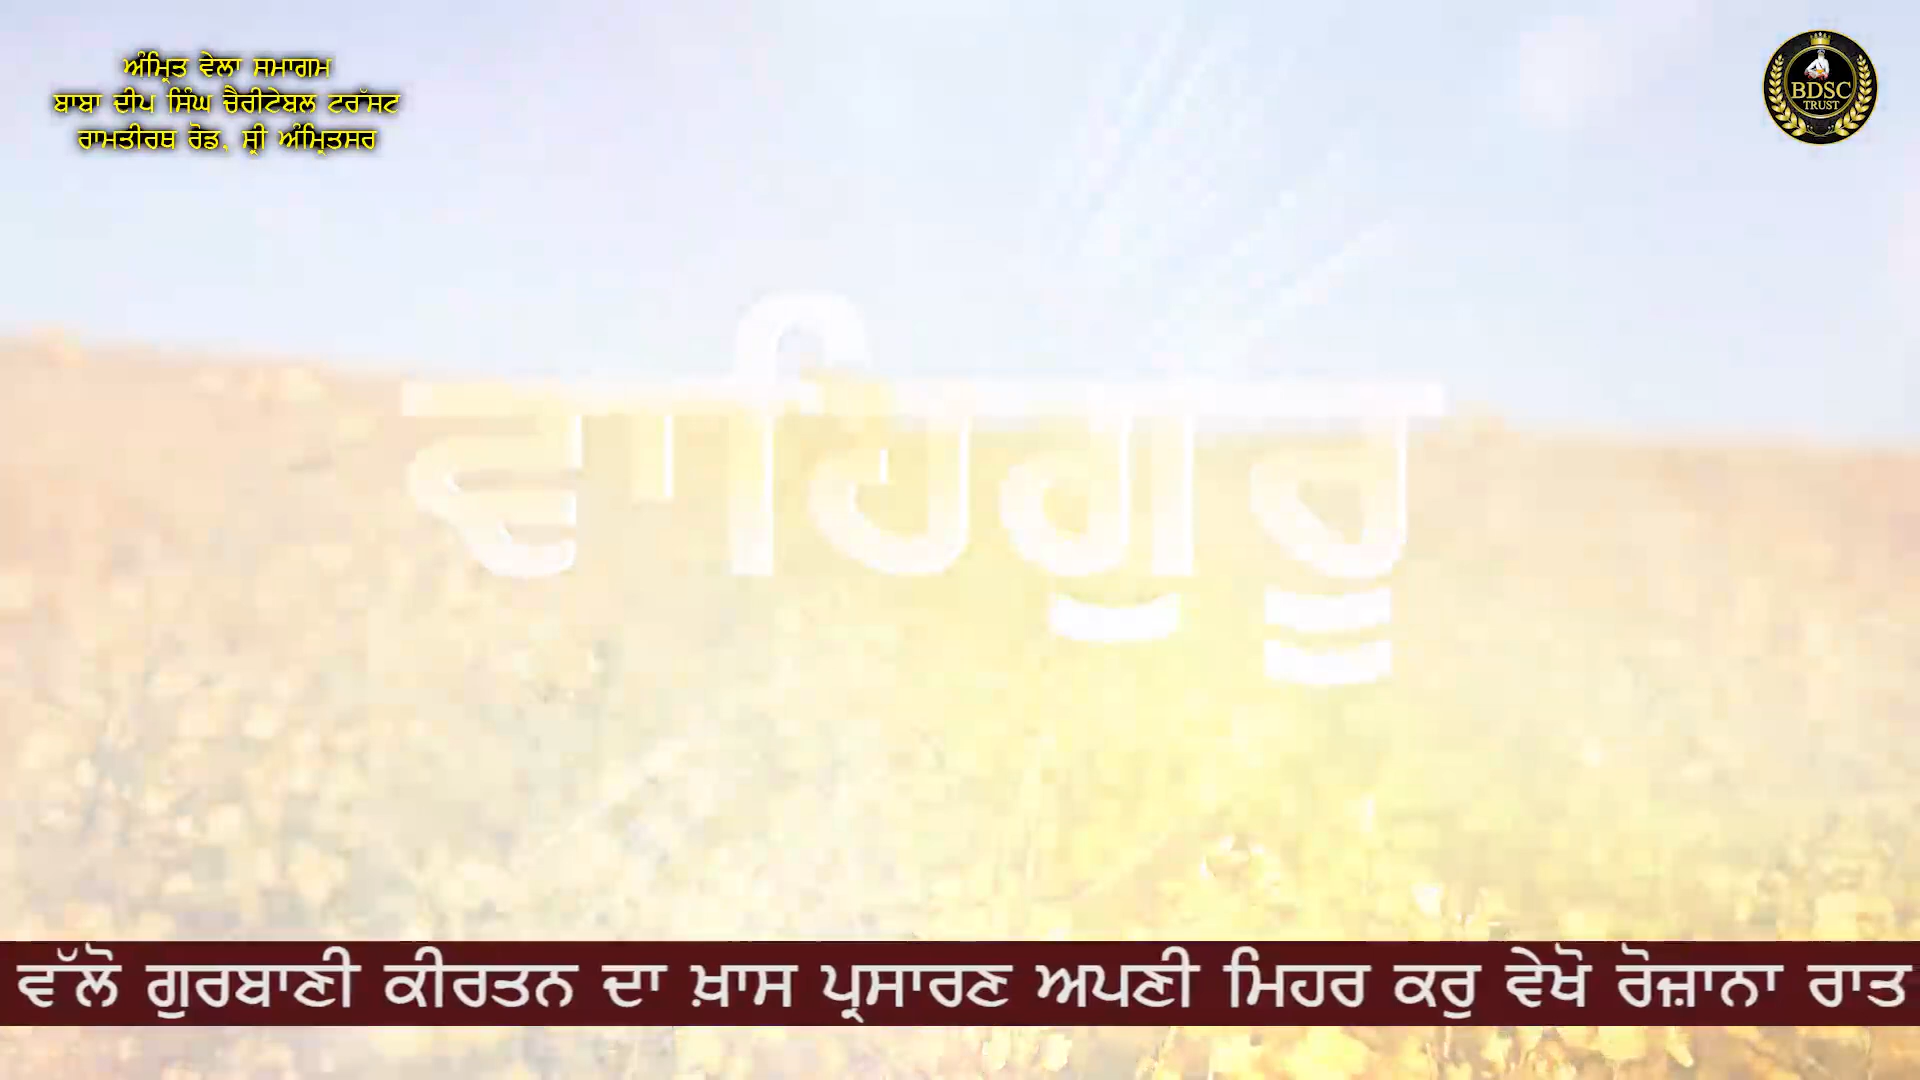 ਅੰਮ੍ਰਿਤ ਵੇਲਾ ਸਮਾਗਮ
ਬਾਬਾ ਦੀਪ ਸਿੰਘ ਚੈਰੀਟੇਬਲ ਟਰੱਸਟ
ਰਾਮਤੀਰਥ ਰੋਡ, ਸ੍ਰੀ ਅੰਮ੍ਰਿਤਸਰ
BDSC
TRUST
ਵਾਹਿਗੁਰੂ
ਵੱਲੋ ਗੁਰਬਾਣੀ ਕੀਰਤਨ ਦਾ ਖ਼ਾਸ ਪ੍ਰਸਾਰਣ ਅਪਣੀ ਮਿਹਰ ਕਰੁ ਵੇਖੋ ਰੋਜ਼ਾਨਾ ਰਾਤ